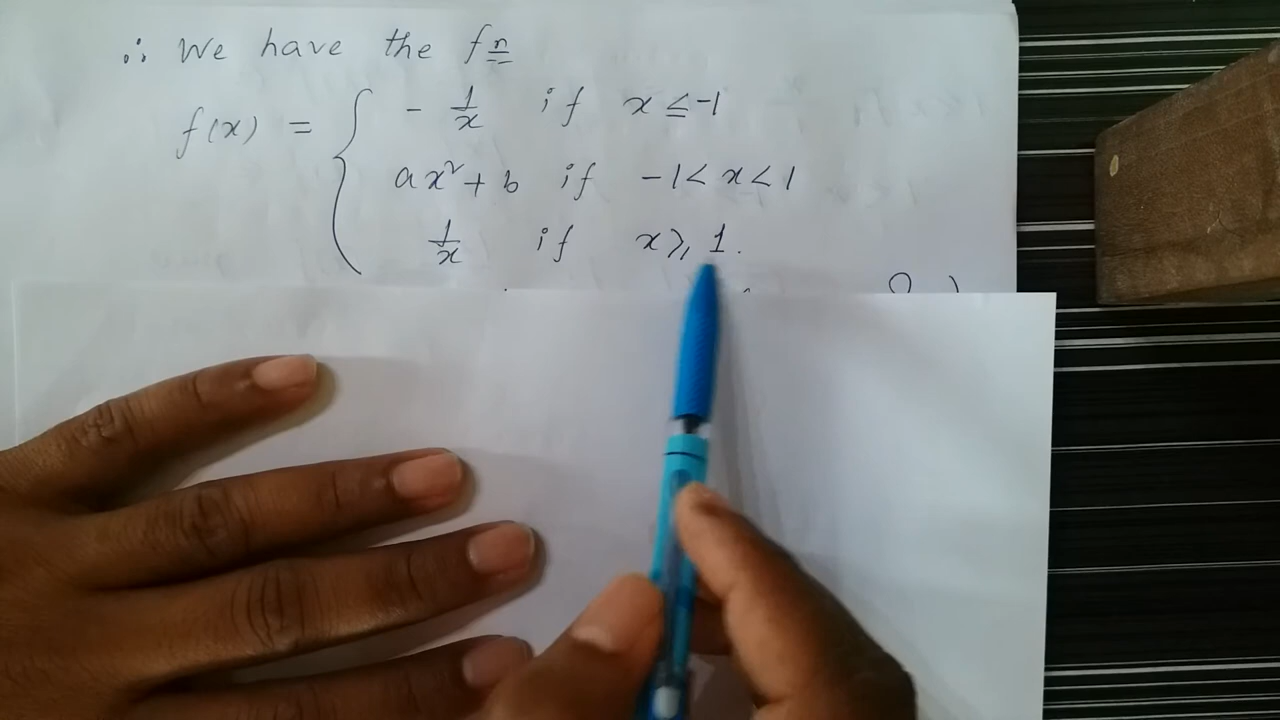 ∴ We have the fn
f(x) = { - 1/x if x ≤ -1
ax² + b if -1 < x < 1
1/x if x ≥ 1.